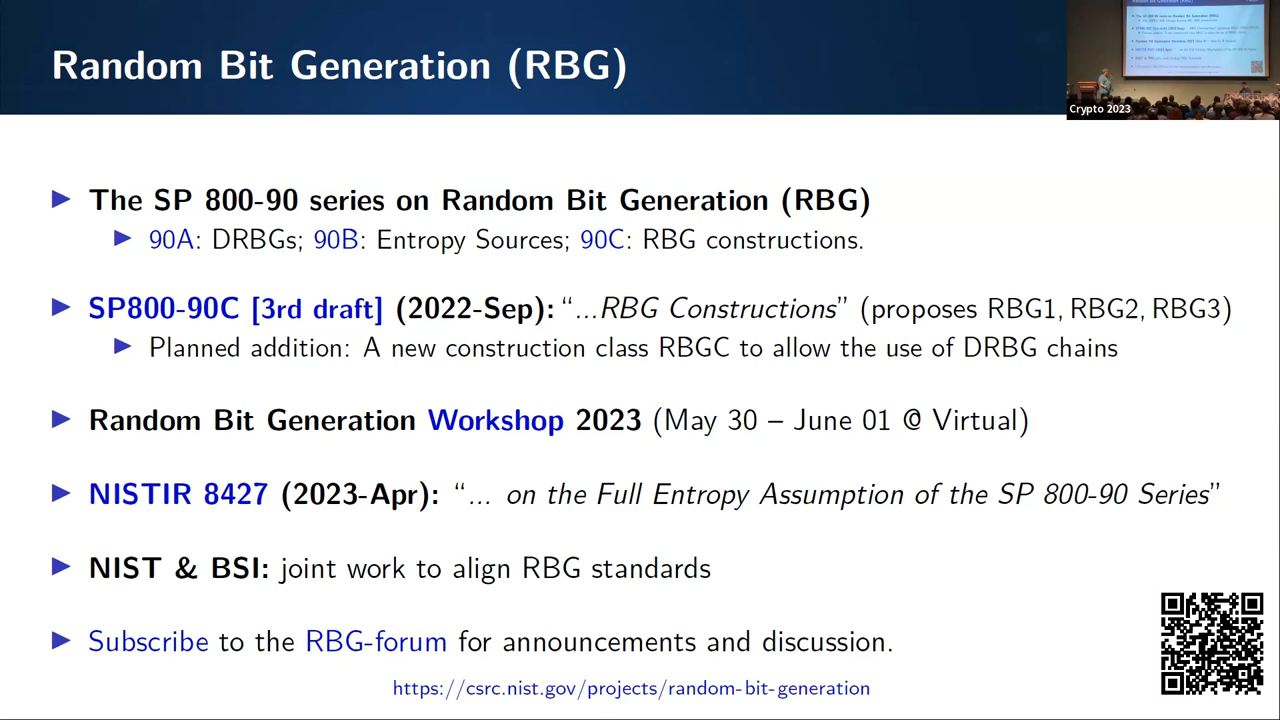 Random Bit Generation (RBG)
Crypto 2023
▶ The SP 800-90 series on Random Bit Generation (RBG)
▶ 90A: DRBGs; 90B: Entropy Sources; 90C: RBG constructions.
▶ SP800-90C [3rd draft] (2022-Sep): “...RBG Constructions” (proposes RBG1, RBG2, RBG3)
▶ Planned addition: A new construction class RBGC to allow the use of DRBG chains
▶ Random Bit Generation Workshop 2023 (May 30 – June 01 @ Virtual)
▶ NISTIR 8427 (2023-Apr): “... on the Full Entropy Assumption of the SP 800-90 Series”
▶ NIST & BSI: joint work to align RBG standards
▶ Subscribe to the RBG-forum for announcements and discussion.
https://csrc.nist.gov/projects/random-bit-generation